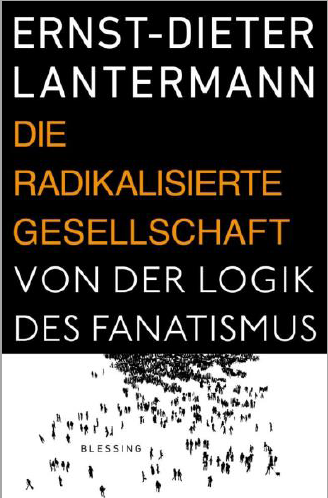 ERNST-DIETER
LANTERMANN
DIE
RADIKALISIERTE
GESELLSCHAFT
VON DER LOGIK
DES FANATISMUS
BLESSING